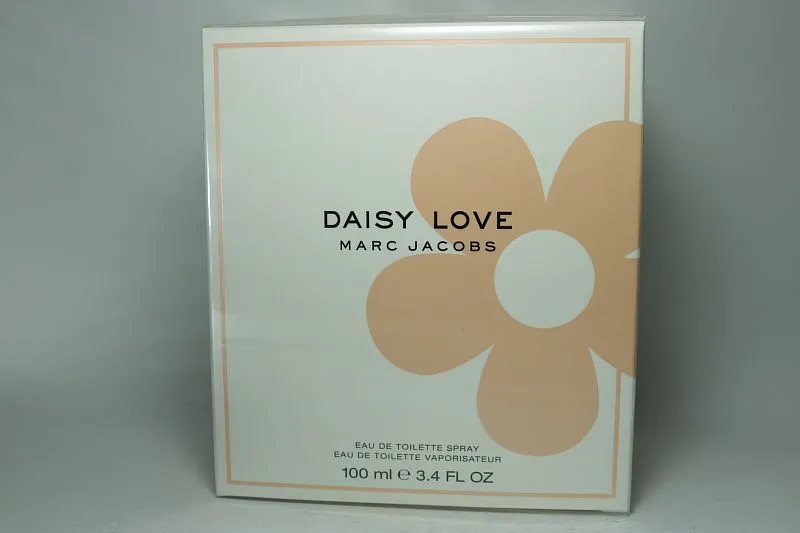 DAISY LOVE
MARC JACOBS
EAU DE TOILETTE SPRAY
EAU DE TOILETTE VAPORISATEUR
100 ml ℮ 3.4 FL OZ